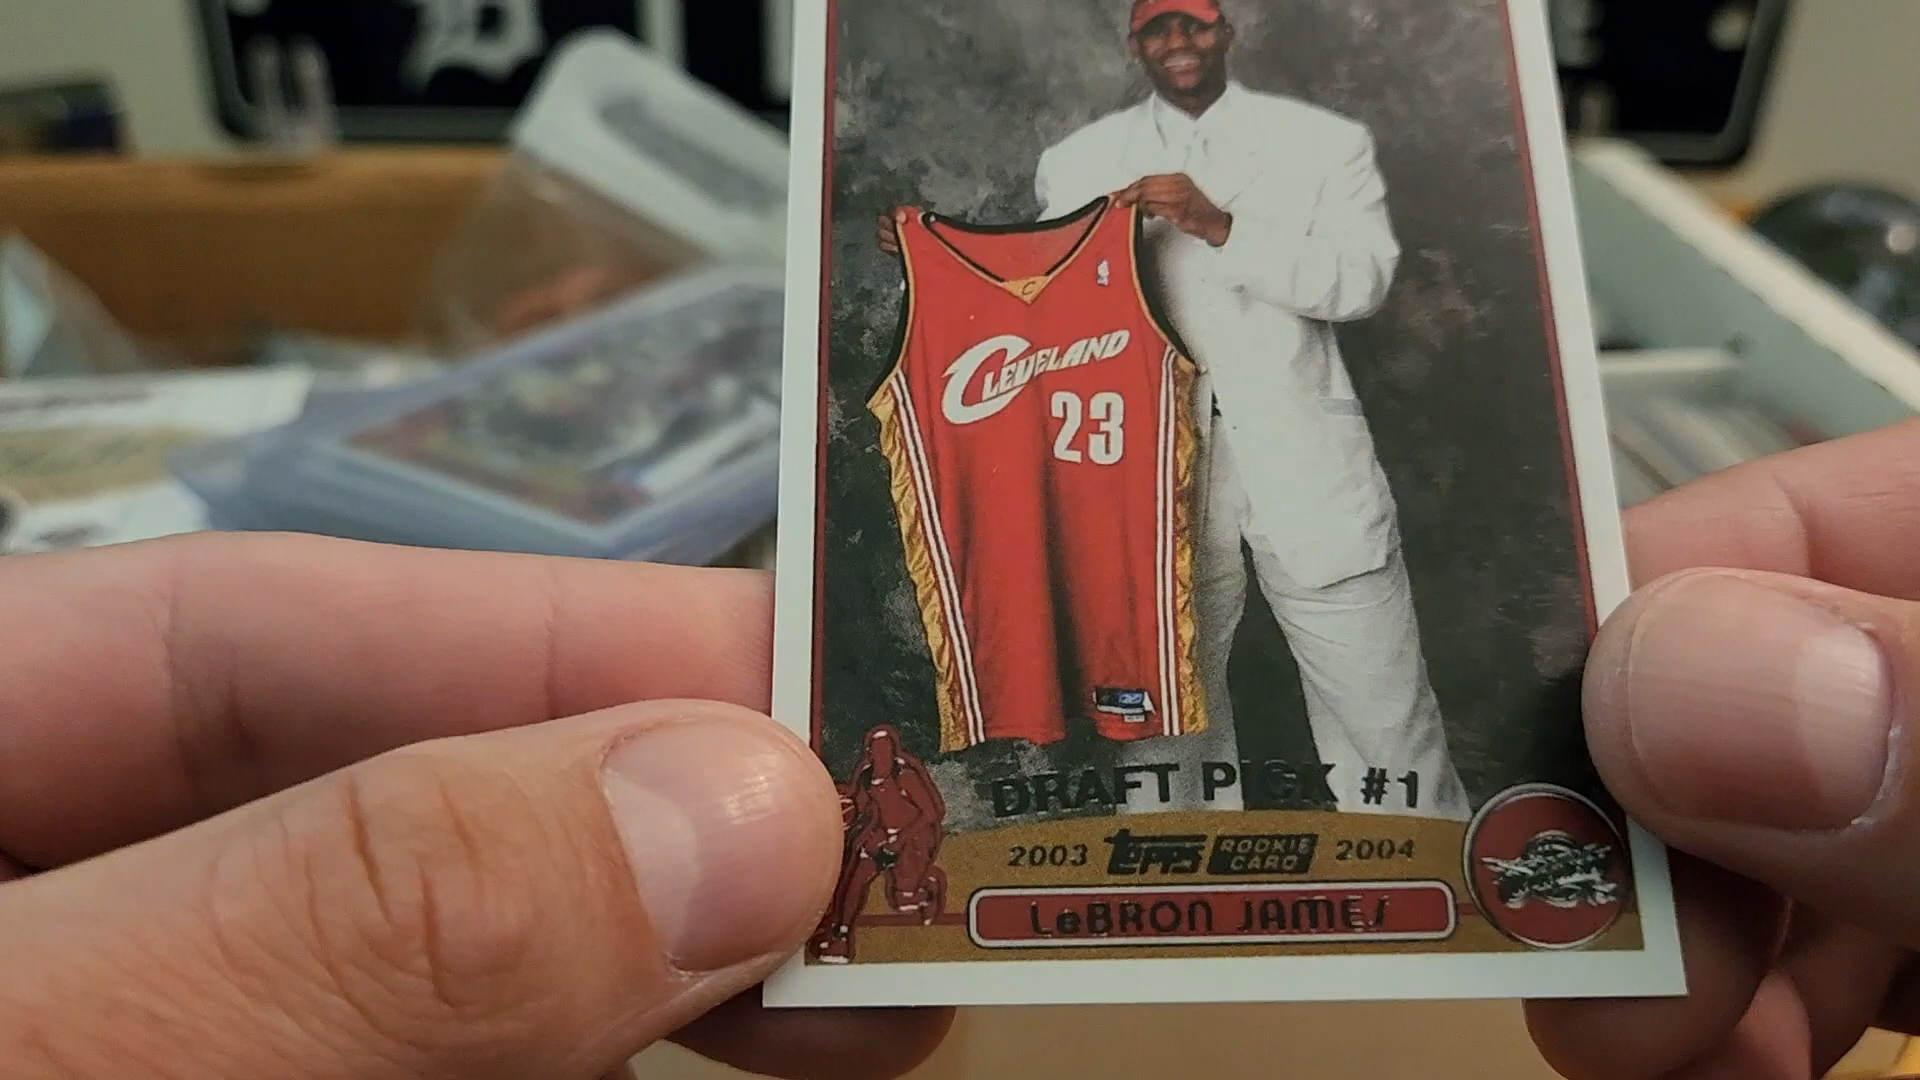 C
CLEVELAND
23
DRAFT PICK #1
2003 topps ROOKIE CARD 2004
LeBRON JAMES